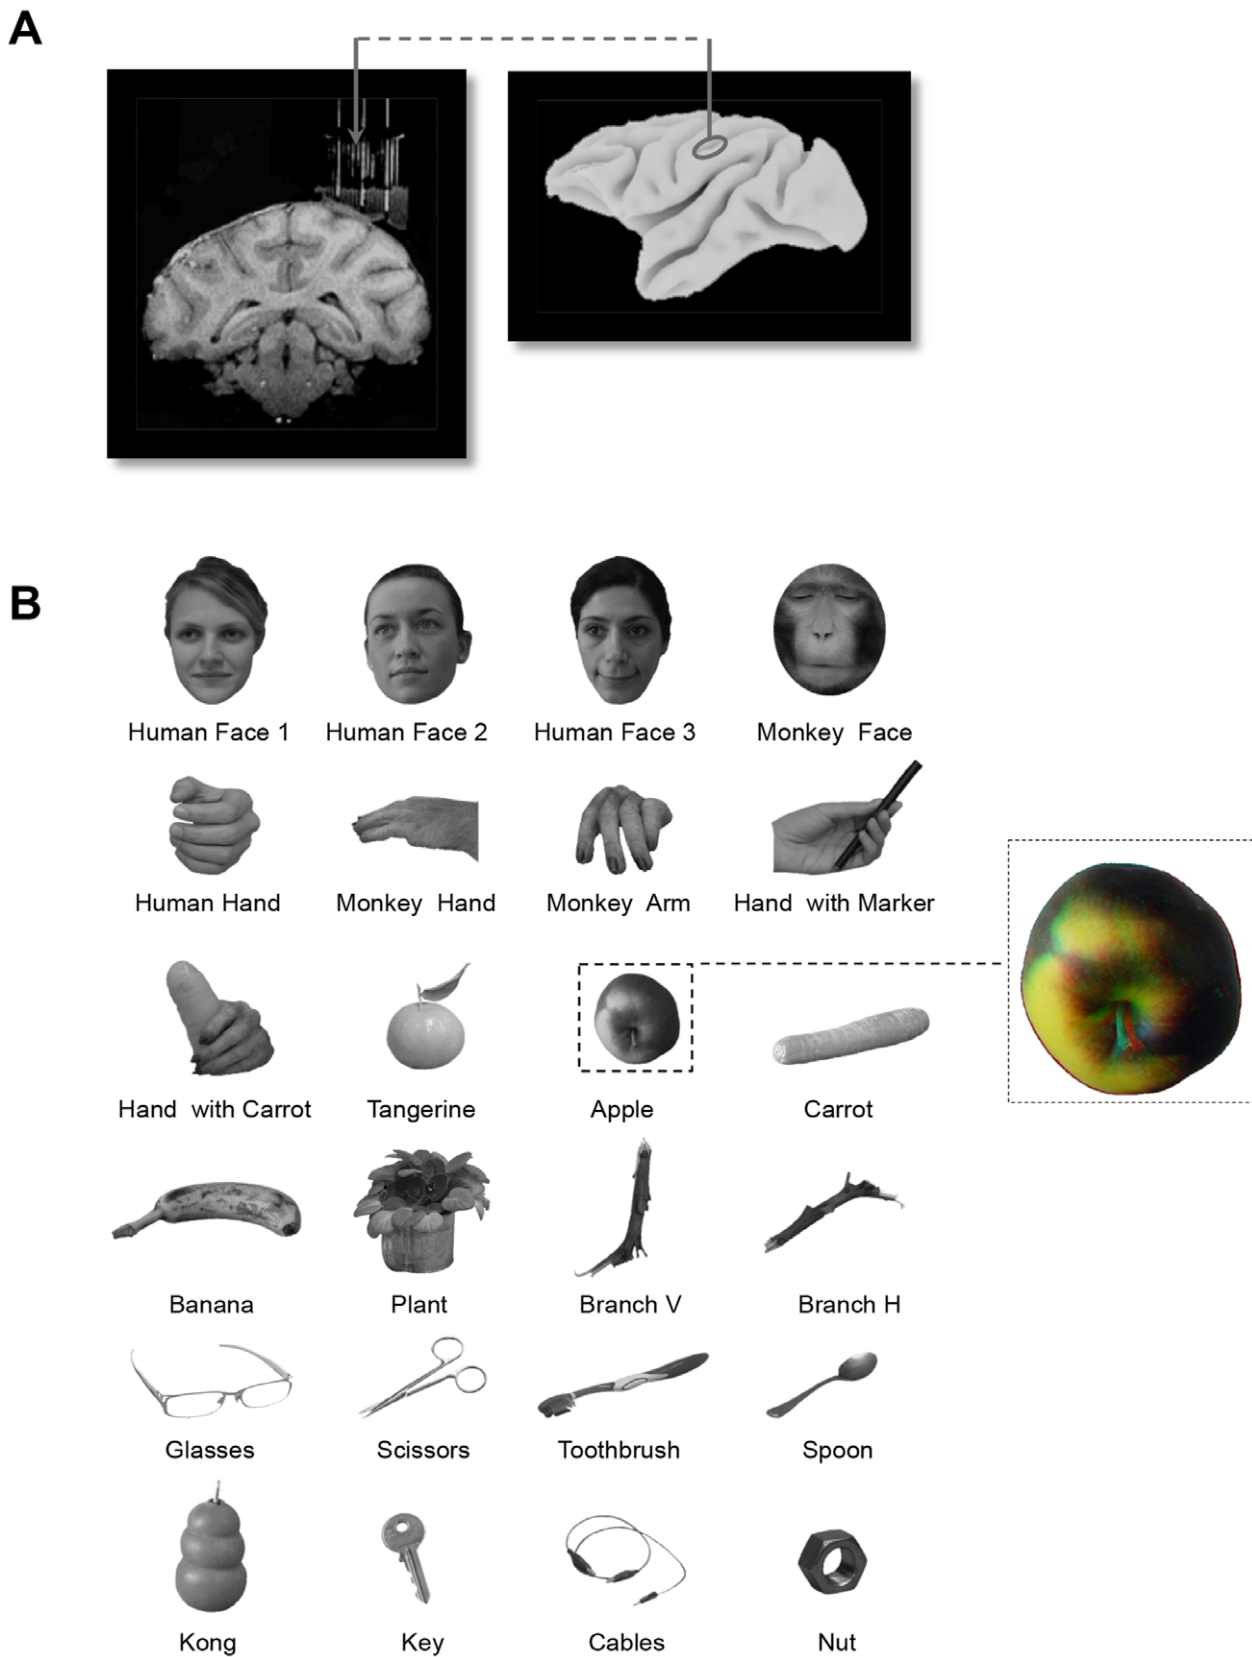 A
B
Human Face 1 Human Face 2 Human Face 3 Monkey Face
Human Hand Monkey Hand Monkey Arm Hand with Marker
Hand with Carrot Tangerine Apple Carrot
Banana Plant Branch V Branch H
Glasses Scissors Toothbrush Spoon
Kong Key Cables Nut